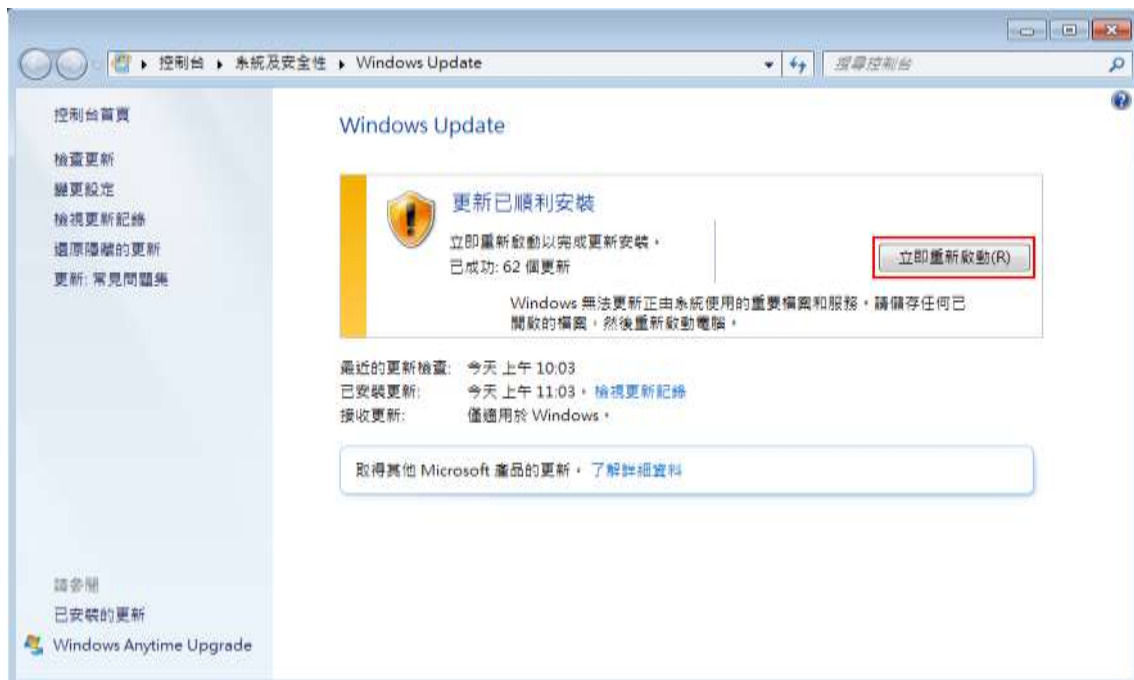 控制台 ▸ 系統及安全性 ▸ Windows Update
搜尋控制台
控制台首頁
檢查更新
變更設定
檢視更新記錄
還原隱藏的更新
更新: 常見問題集
Windows Update
更新已順利安裝
立即重新啟動以完成更新安裝。
已成功: 62 個更新
立即重新啟動(R)
Windows 無法更新正由系統使用的重要檔案和服務。請儲存任何已
開啟的檔案，然後重新啟動電腦。
最近的更新檢查: 今天 上午 10:03
已安裝更新: 今天 上午 11:03。檢視更新記錄
接收更新: 僅適用於 Windows。
取得其他 Microsoft 產品的更新。 了解詳細資料
請參閱
已安裝的更新
Windows Anytime Upgrade